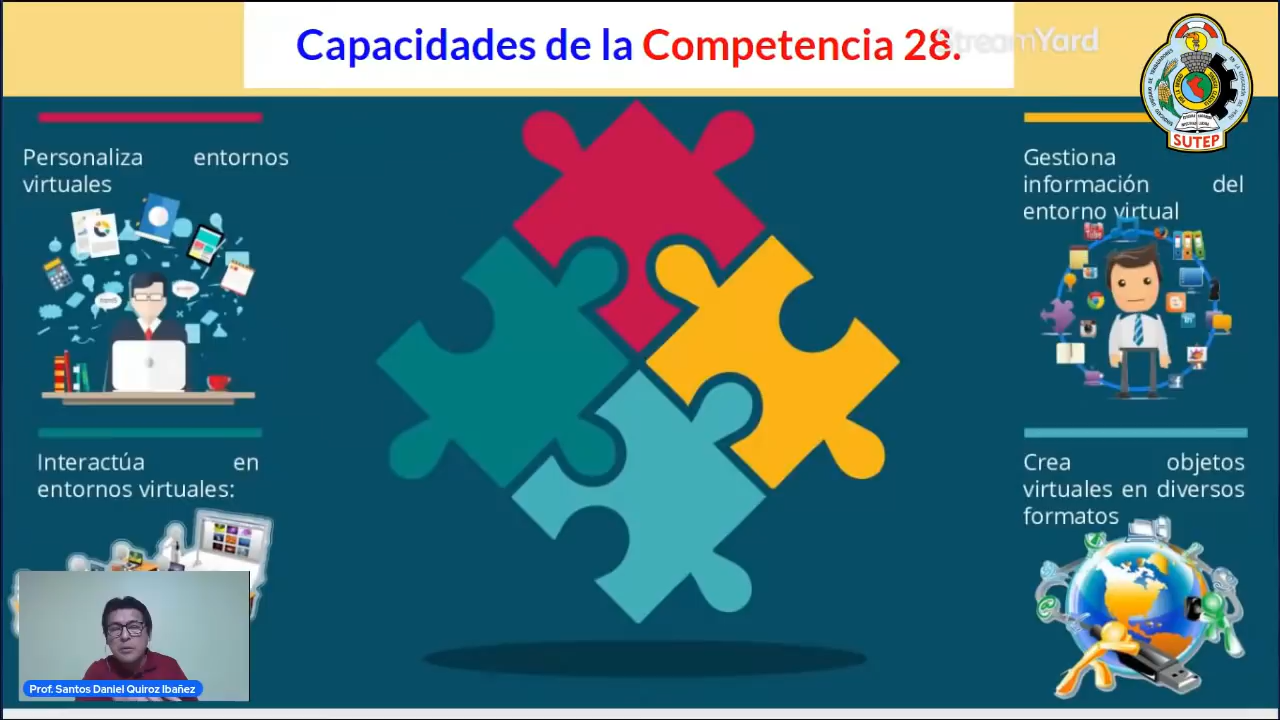 Capacidades de la Competencia 28.
StreamYard
Personaliza entornos
virtuales
Gestiona
información del
entorno virtual
Interactúa en
entornos virtuales:
Crea objetos
virtuales en diversos
formatos
SUTEP
Prof. Santos Daniel Quiroz Ibañez